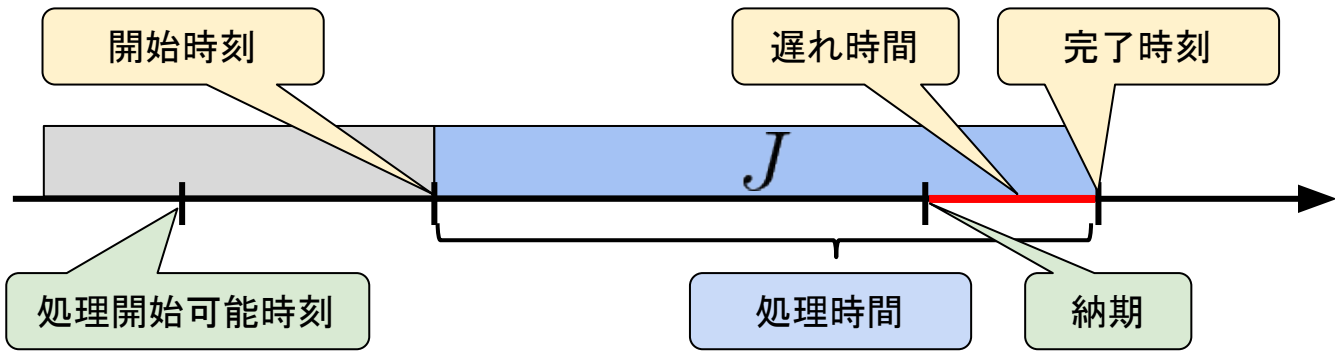 開始時刻
遅れ時間
完了時刻
J
処理開始可能時刻
処理時間
納期